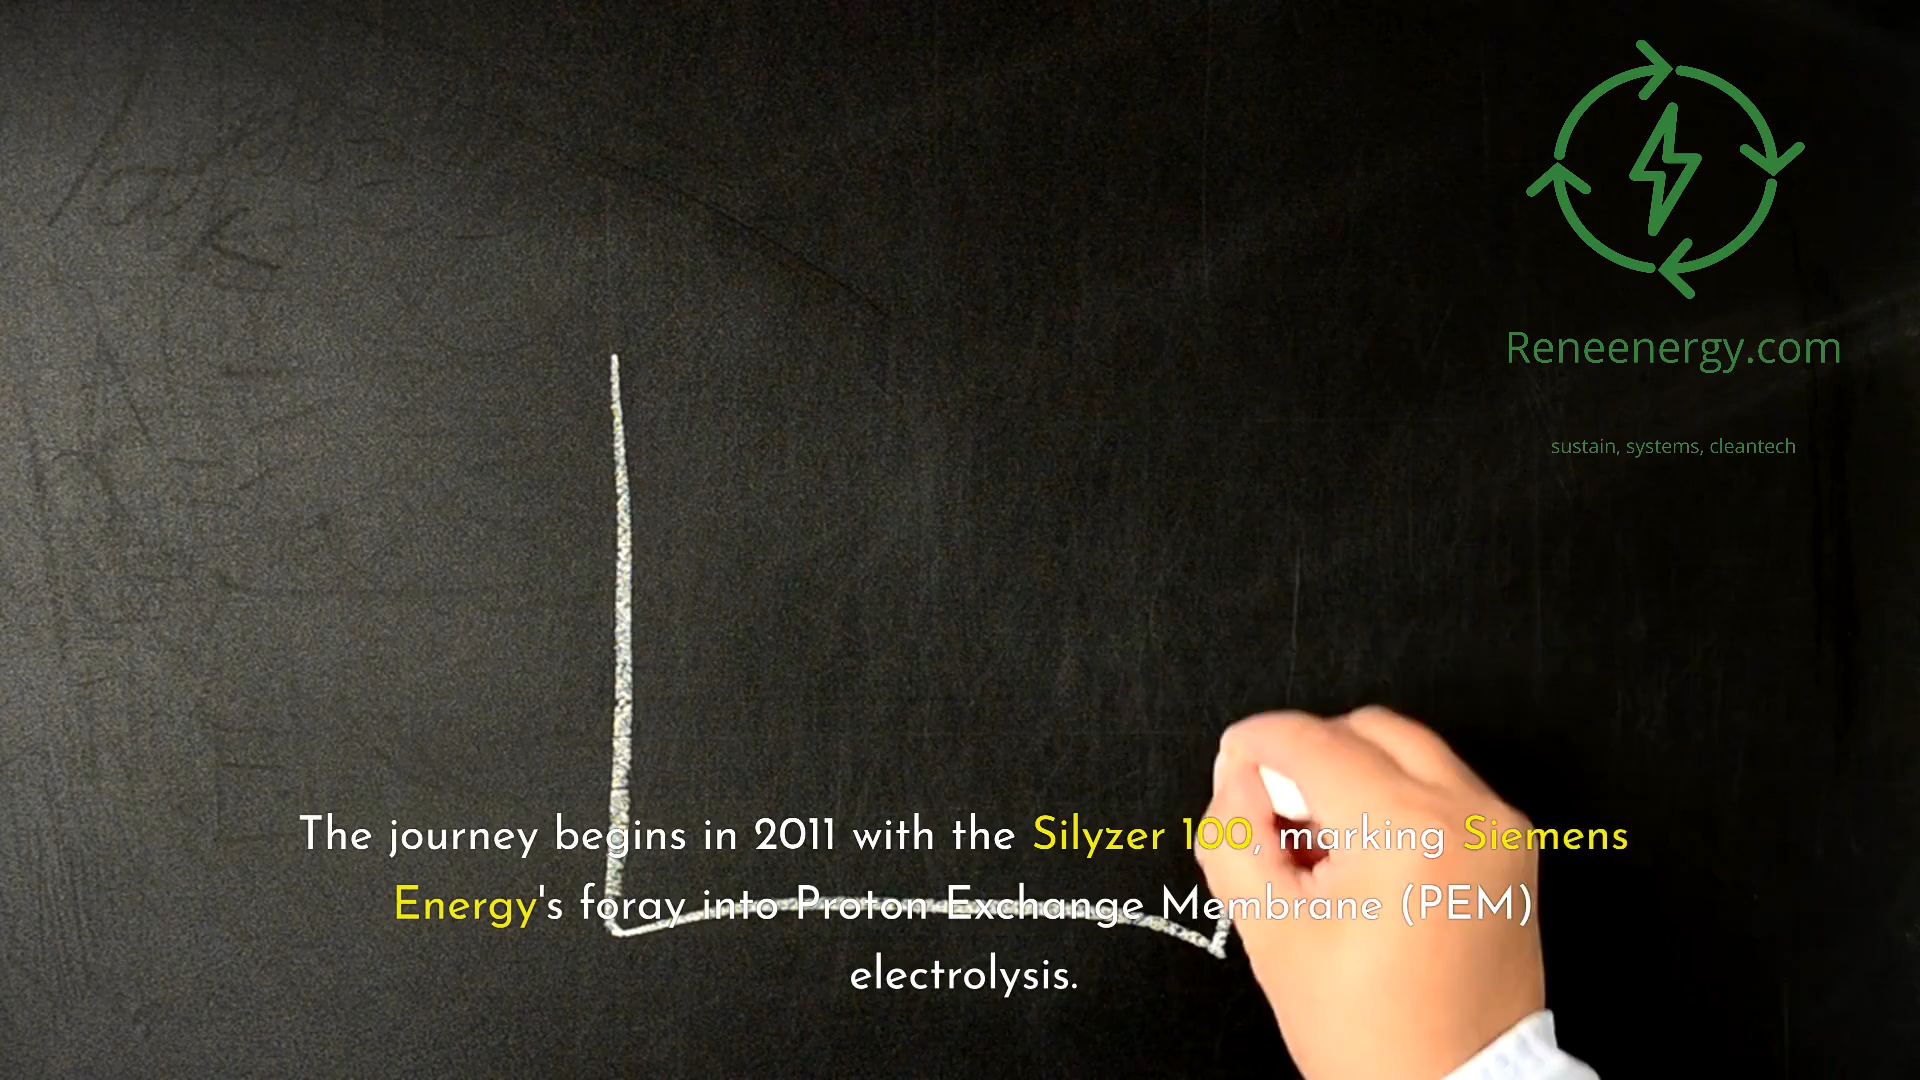 Reneenergy.com
sustain, systems, cleantech
The journey begins in 2011 with the Silyzer 100, marking Siemens
Energy's foray into Proton Exchange Membrane (PEM)
electrolysis.